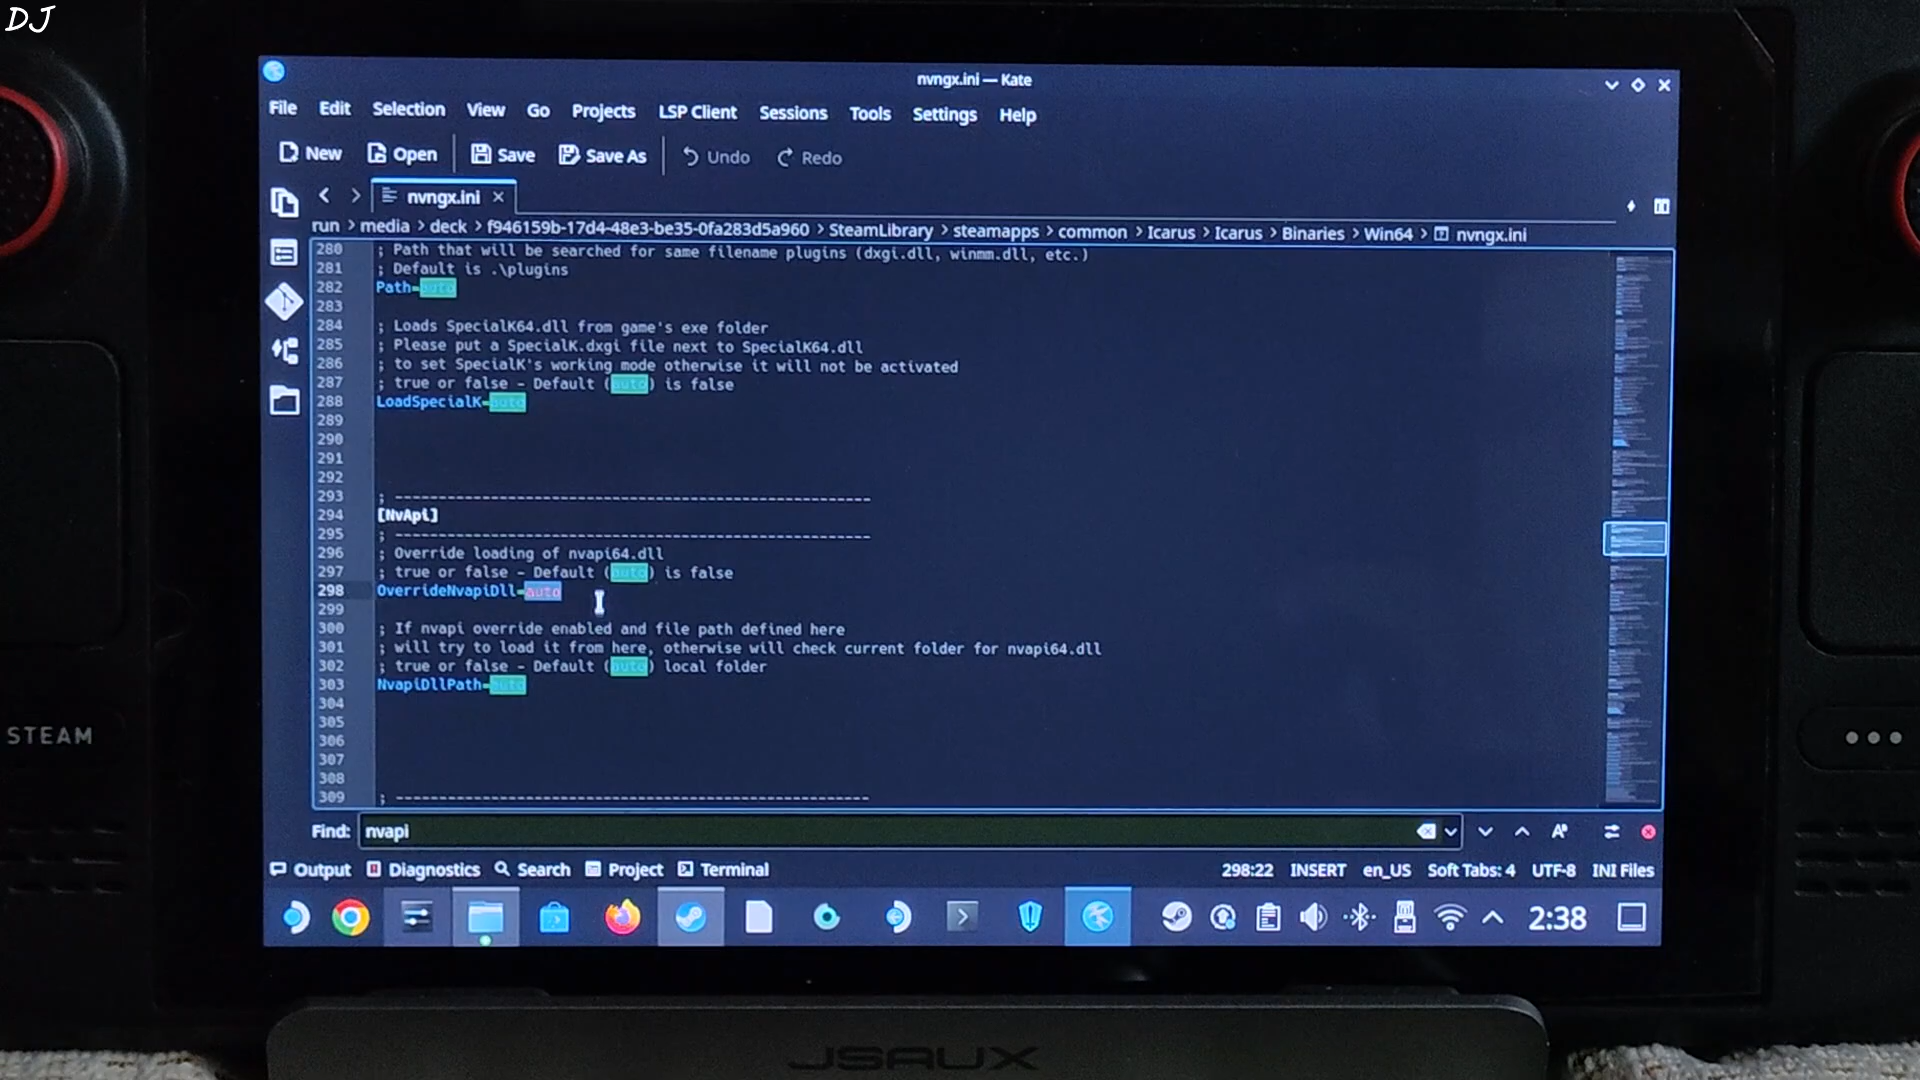 DJ
nvngx.ini — Kate
File Edit Selection View Go Projects LSP Client Sessions Tools Settings Help
New Open Save Save As Undo Redo
nvngx.ini
run > media > deck > f946159b-17d4-48e3-be35-0fa283d5a960 > SteamLibrary > steamapps > common > Icarus > Icarus > Binaries > Win64 > nvngx.ini
280 ; Path that will be searched for same filename plugins (dxgi.dll, winmm.dll, etc.)
281 ; Default is .\plugins
282 Path=auto
283
284 ; Loads SpecialK64.dll from game's exe folder
285 ; Please put a SpecialK.dxgi file next to SpecialK64.dll
286 ; to set SpecialK's working mode otherwise it will not be activated
287 ; true or false - Default (auto) is false
288 LoadSpecialK=auto
289
290
291
292
293 ; -------------------------------------------------------
294 [NvApi]
295 ; -------------------------------------------------------
296 ; Override loading of nvapi64.dll
297 ; true or false - Default (auto) is false
298 OverrideNvapiDll=auto
299
300 ; If nvapi override enabled and file path defined here
301 ; will try to load it from here, otherwise will check current folder for nvapi64.dll
302 ; true or false - Default (auto) local folder
303 NvapiDllPath=auto
304
305
306
307
308
309 ; -------------------------------------------------------
Find: nvapi
Output Diagnostics Search Project Terminal 298:22 INSERT en_US Soft Tabs: 4 UTF-8 INI Files
2:38
STEAM
JSAUX